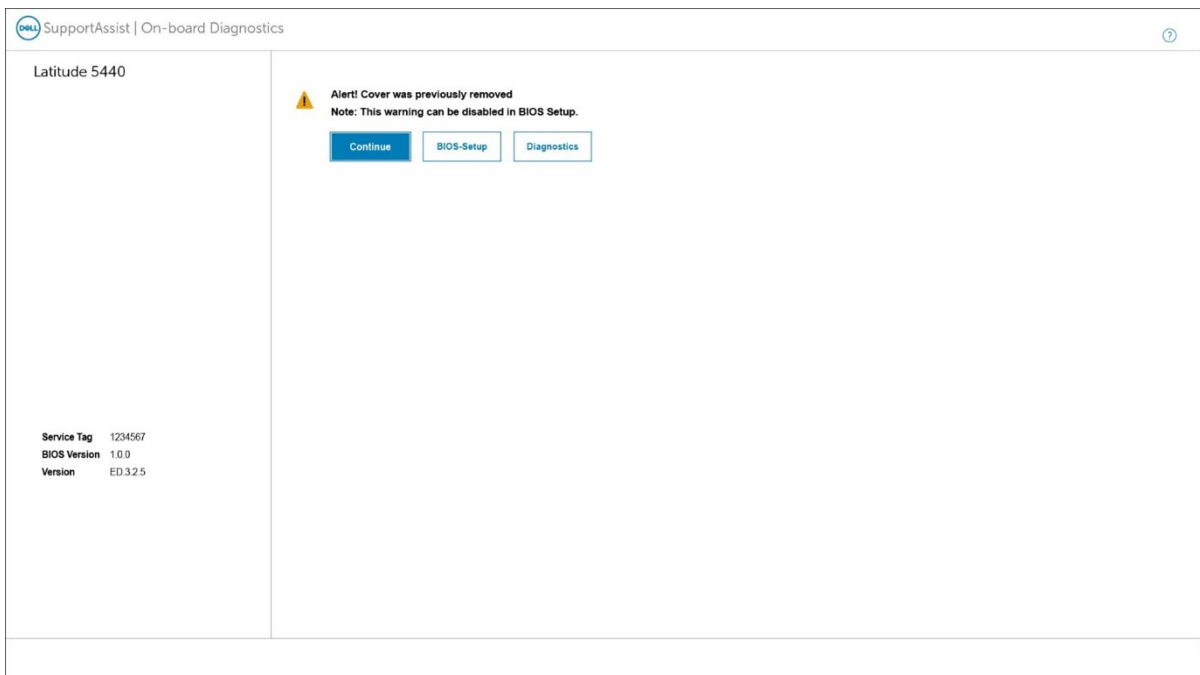 DELL SupportAssist | On-board Diagnostics
?
Latitude 5440
Alert! Cover was previously removed
Note: This warning can be disabled in BIOS Setup.
Continue BIOS-Setup Diagnostics
Service Tag 1234567
BIOS Version 1.0.0
Version ED.3.2.5